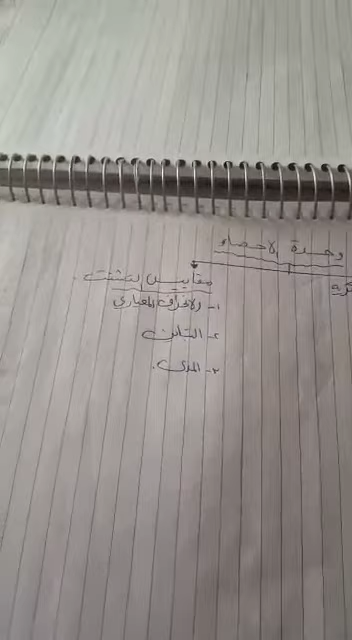 وحدة الاحصاء
مقاييس التشتت.
١- الانحراف المعياري
٢- التباين
٣- المدى.